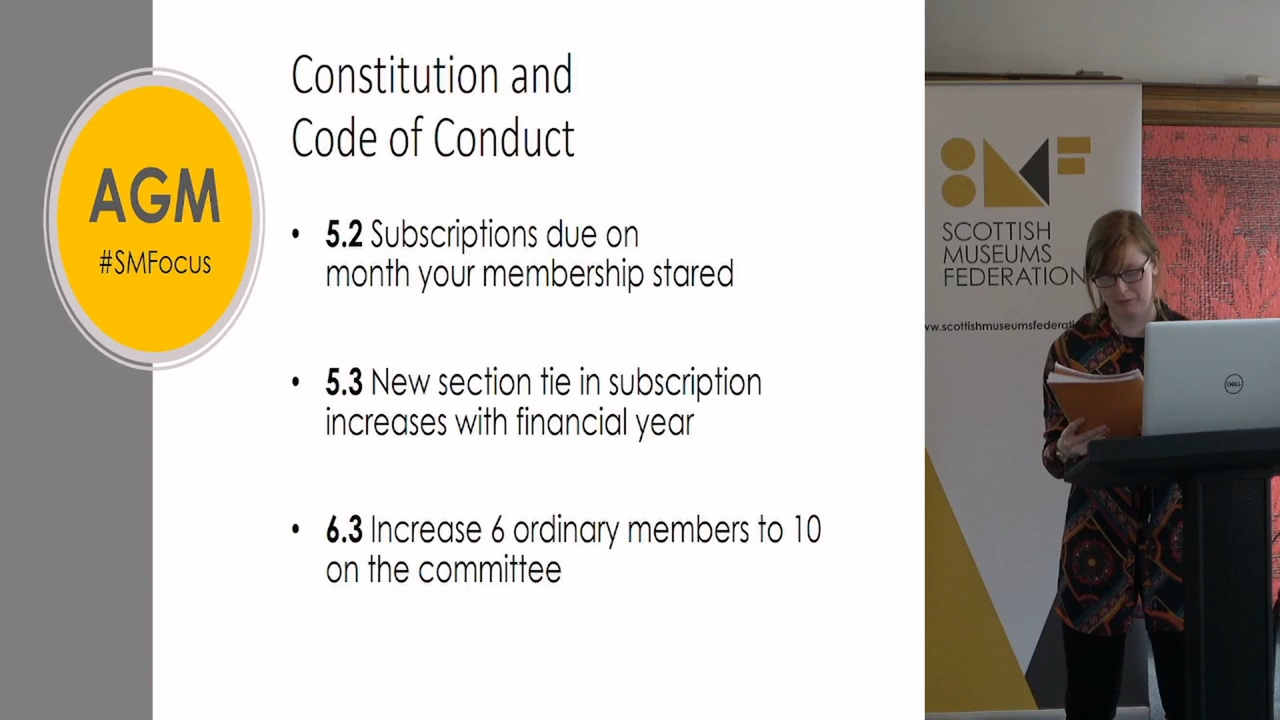 AGM
#SMFocus
Constitution and
Code of Conduct
• 5.2 Subscriptions due on
month your membership stared
• 5.3 New section tie in subscription
increases with financial year
• 6.3 Increase 6 ordinary members to 10
on the committee
SMF
SCOTTISH
MUSEUMS
FEDERATION
www.scottishmuseumsfederati
DELL